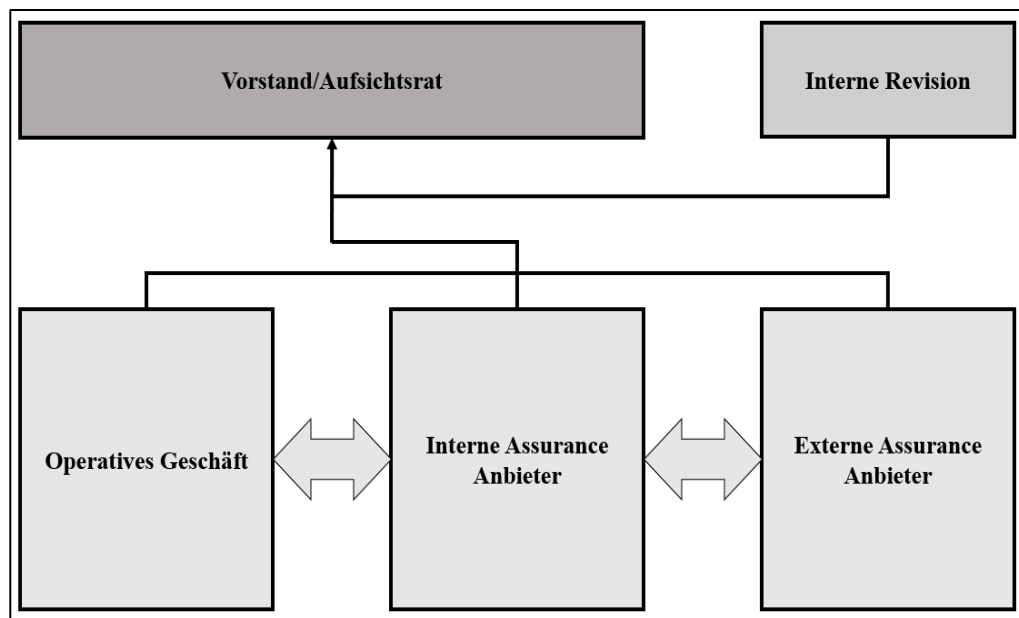 Vorstand/Aufsichtsrat
Interne Revision
Operatives Geschäft
Interne Assurance
Anbieter
Externe Assurance
Anbieter